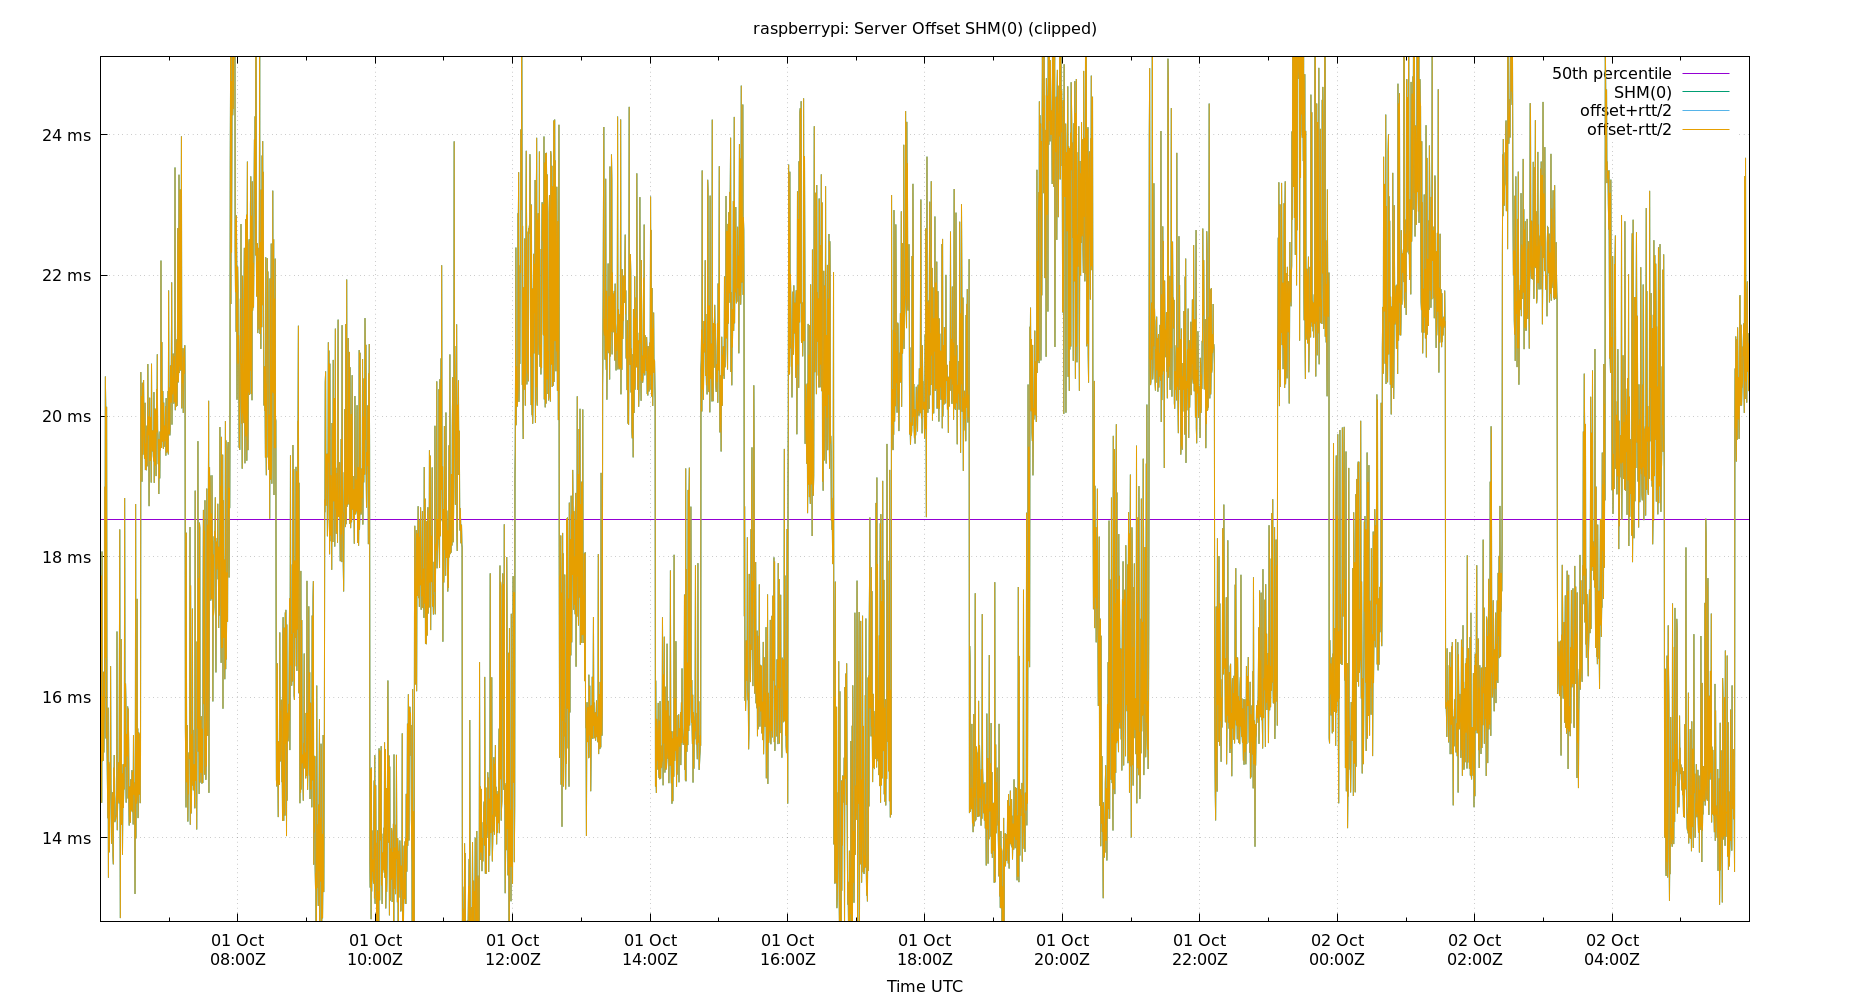 raspberrypi: Server Offset SHM(0) (clipped)
50th percentile
SHM(0)
offset+rtt/2
offset-rtt/2
24 ms
22 ms
20 ms
18 ms
16 ms
14 ms
01 Oct 01 Oct 01 Oct 01 Oct 01 Oct 01 Oct 01 Oct 01 Oct 02 Oct 02 Oct 02 Oct
08:00Z 10:00Z 12:00Z 14:00Z 16:00Z 18:00Z 20:00Z 22:00Z 00:00Z 02:00Z 04:00Z
Time UTC